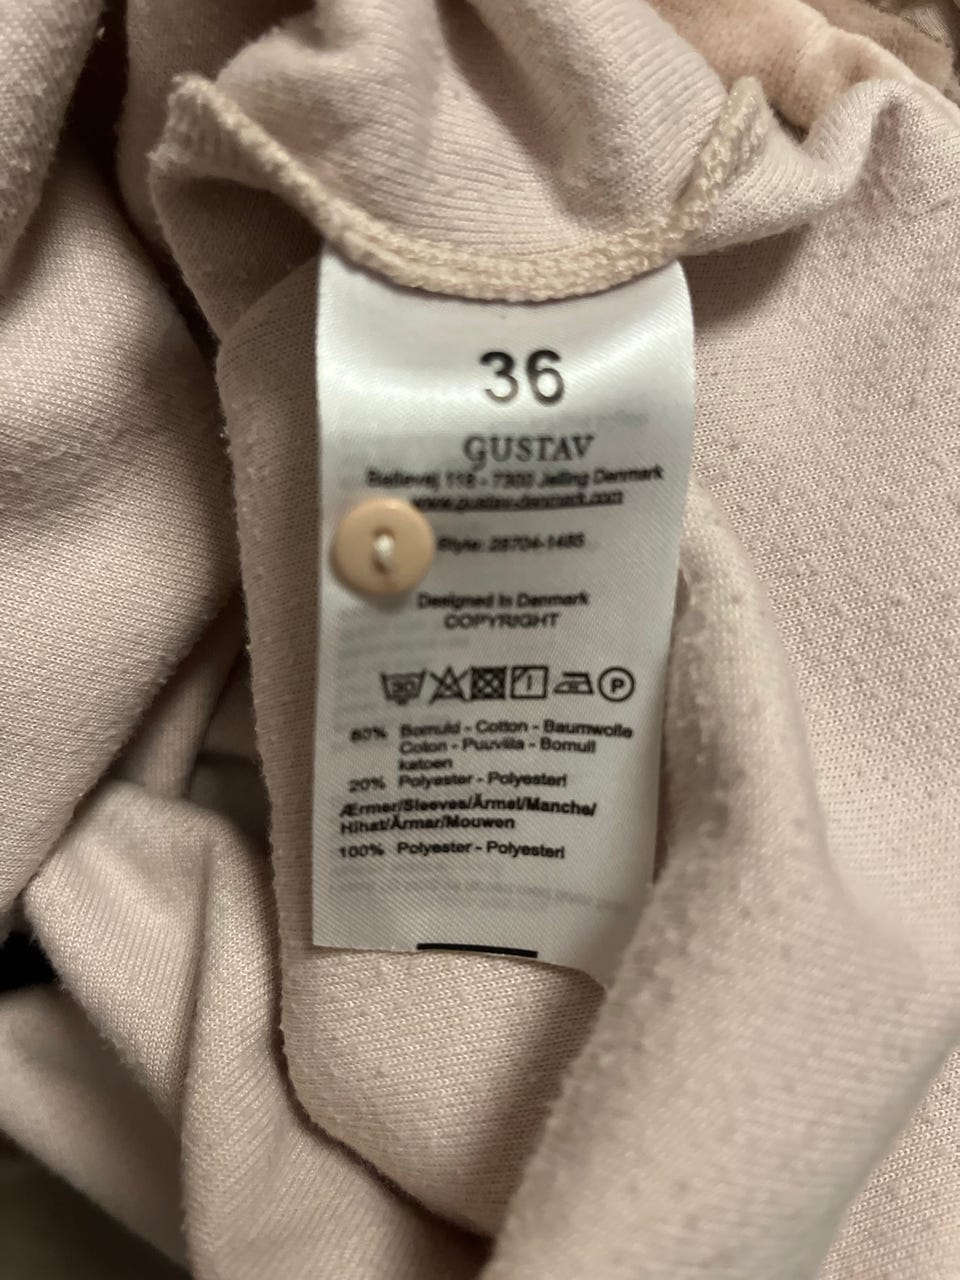 36
GUSTAV
118 - 7300 Jelling Denmark
www.gustav-denmark.com
Style: 28704-1485
Designed in Denmark
COPYRIGHT
30
P
80% Bomuld - Cotton - Baumwolle
Coton - Puuvilla - Bomull
katoen
20% Polyester - Polyesteri
Ærmer/Sleeves/Ärmel/Manche/
Hihat/Ärmar/Mouwen
100% Polyester - Polyesteri